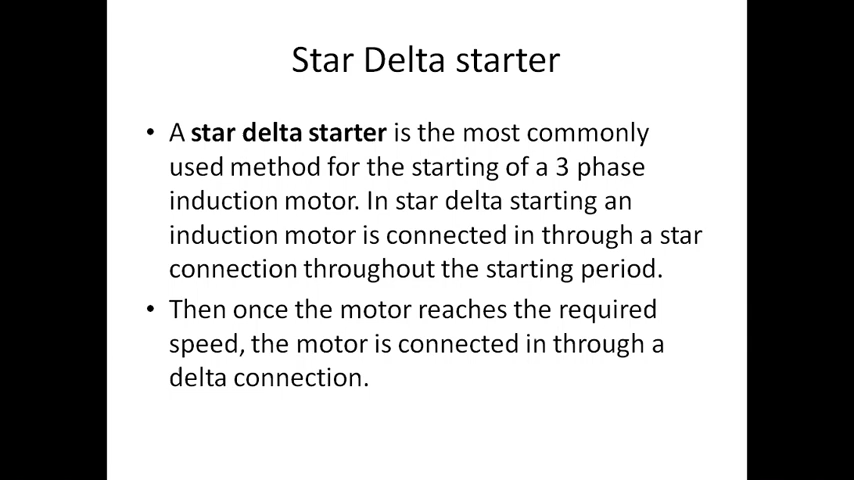 Star Delta starter
• A star delta starter is the most commonly
used method for the starting of a 3 phase
induction motor. In star delta starting an
induction motor is connected in through a star
connection throughout the starting period.
• Then once the motor reaches the required
speed, the motor is connected in through a
delta connection.